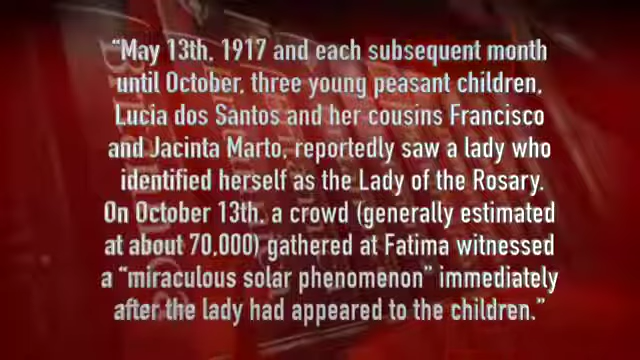 "May 13th, 1917 and each subsequent month
until October, three young peasant children,
Lucia dos Santos and her cousins Francisco
and Jacinta Marto, reportedly saw a lady who
identified herself as the Lady of the Rosary.
On October 13th, a crowd (generally estimated
at about 70,000) gathered at Fatima witnessed
a "miraculous solar phenomenon" immediately
after the lady had appeared to the children."